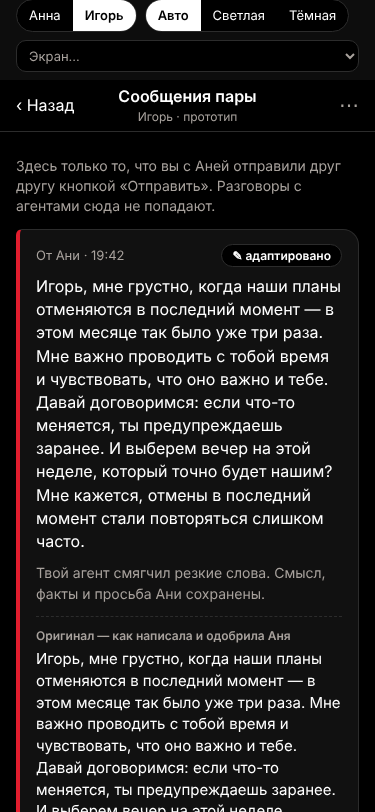 Анна Игорь Авто Светлая Тёмная
Экран...
‹ Назад
Сообщения пары
Игорь · прототип
...
Здесь только то, что вы с Аней отправили друг
другу кнопкой «Отправить». Разговоры с
агентами сюда не попадают.
От Ани · 19:42
✎ адаптировано
Игорь, мне грустно, когда наши планы
отменяются в последний момент — в
этом месяце так было уже три раза.
Мне важно проводить с тобой время
и чувствовать, что оно важно и тебе.
Давай договоримся: если что-то
меняется, ты предупреждаешь
заранее. И выберем вечер на этой
неделе, который точно будет нашим?
Мне кажется, отмены в последний
момент стали повторяться слишком
часто.
Твой агент смягчил резкие слова. Смысл,
факты и просьба Ани сохранены.
Оригинал — как написала и одобрила Аня
Игорь, мне грустно, когда наши планы
отменяются в последний момент — в
этом месяце так было уже три раза. Мне
важно проводить с тобой время и
чувствовать, что оно важно и тебе.
Давай договоримся: если что-то
меняется, ты предупреждаешь заранее.
И выберем вечер на этой неделе,